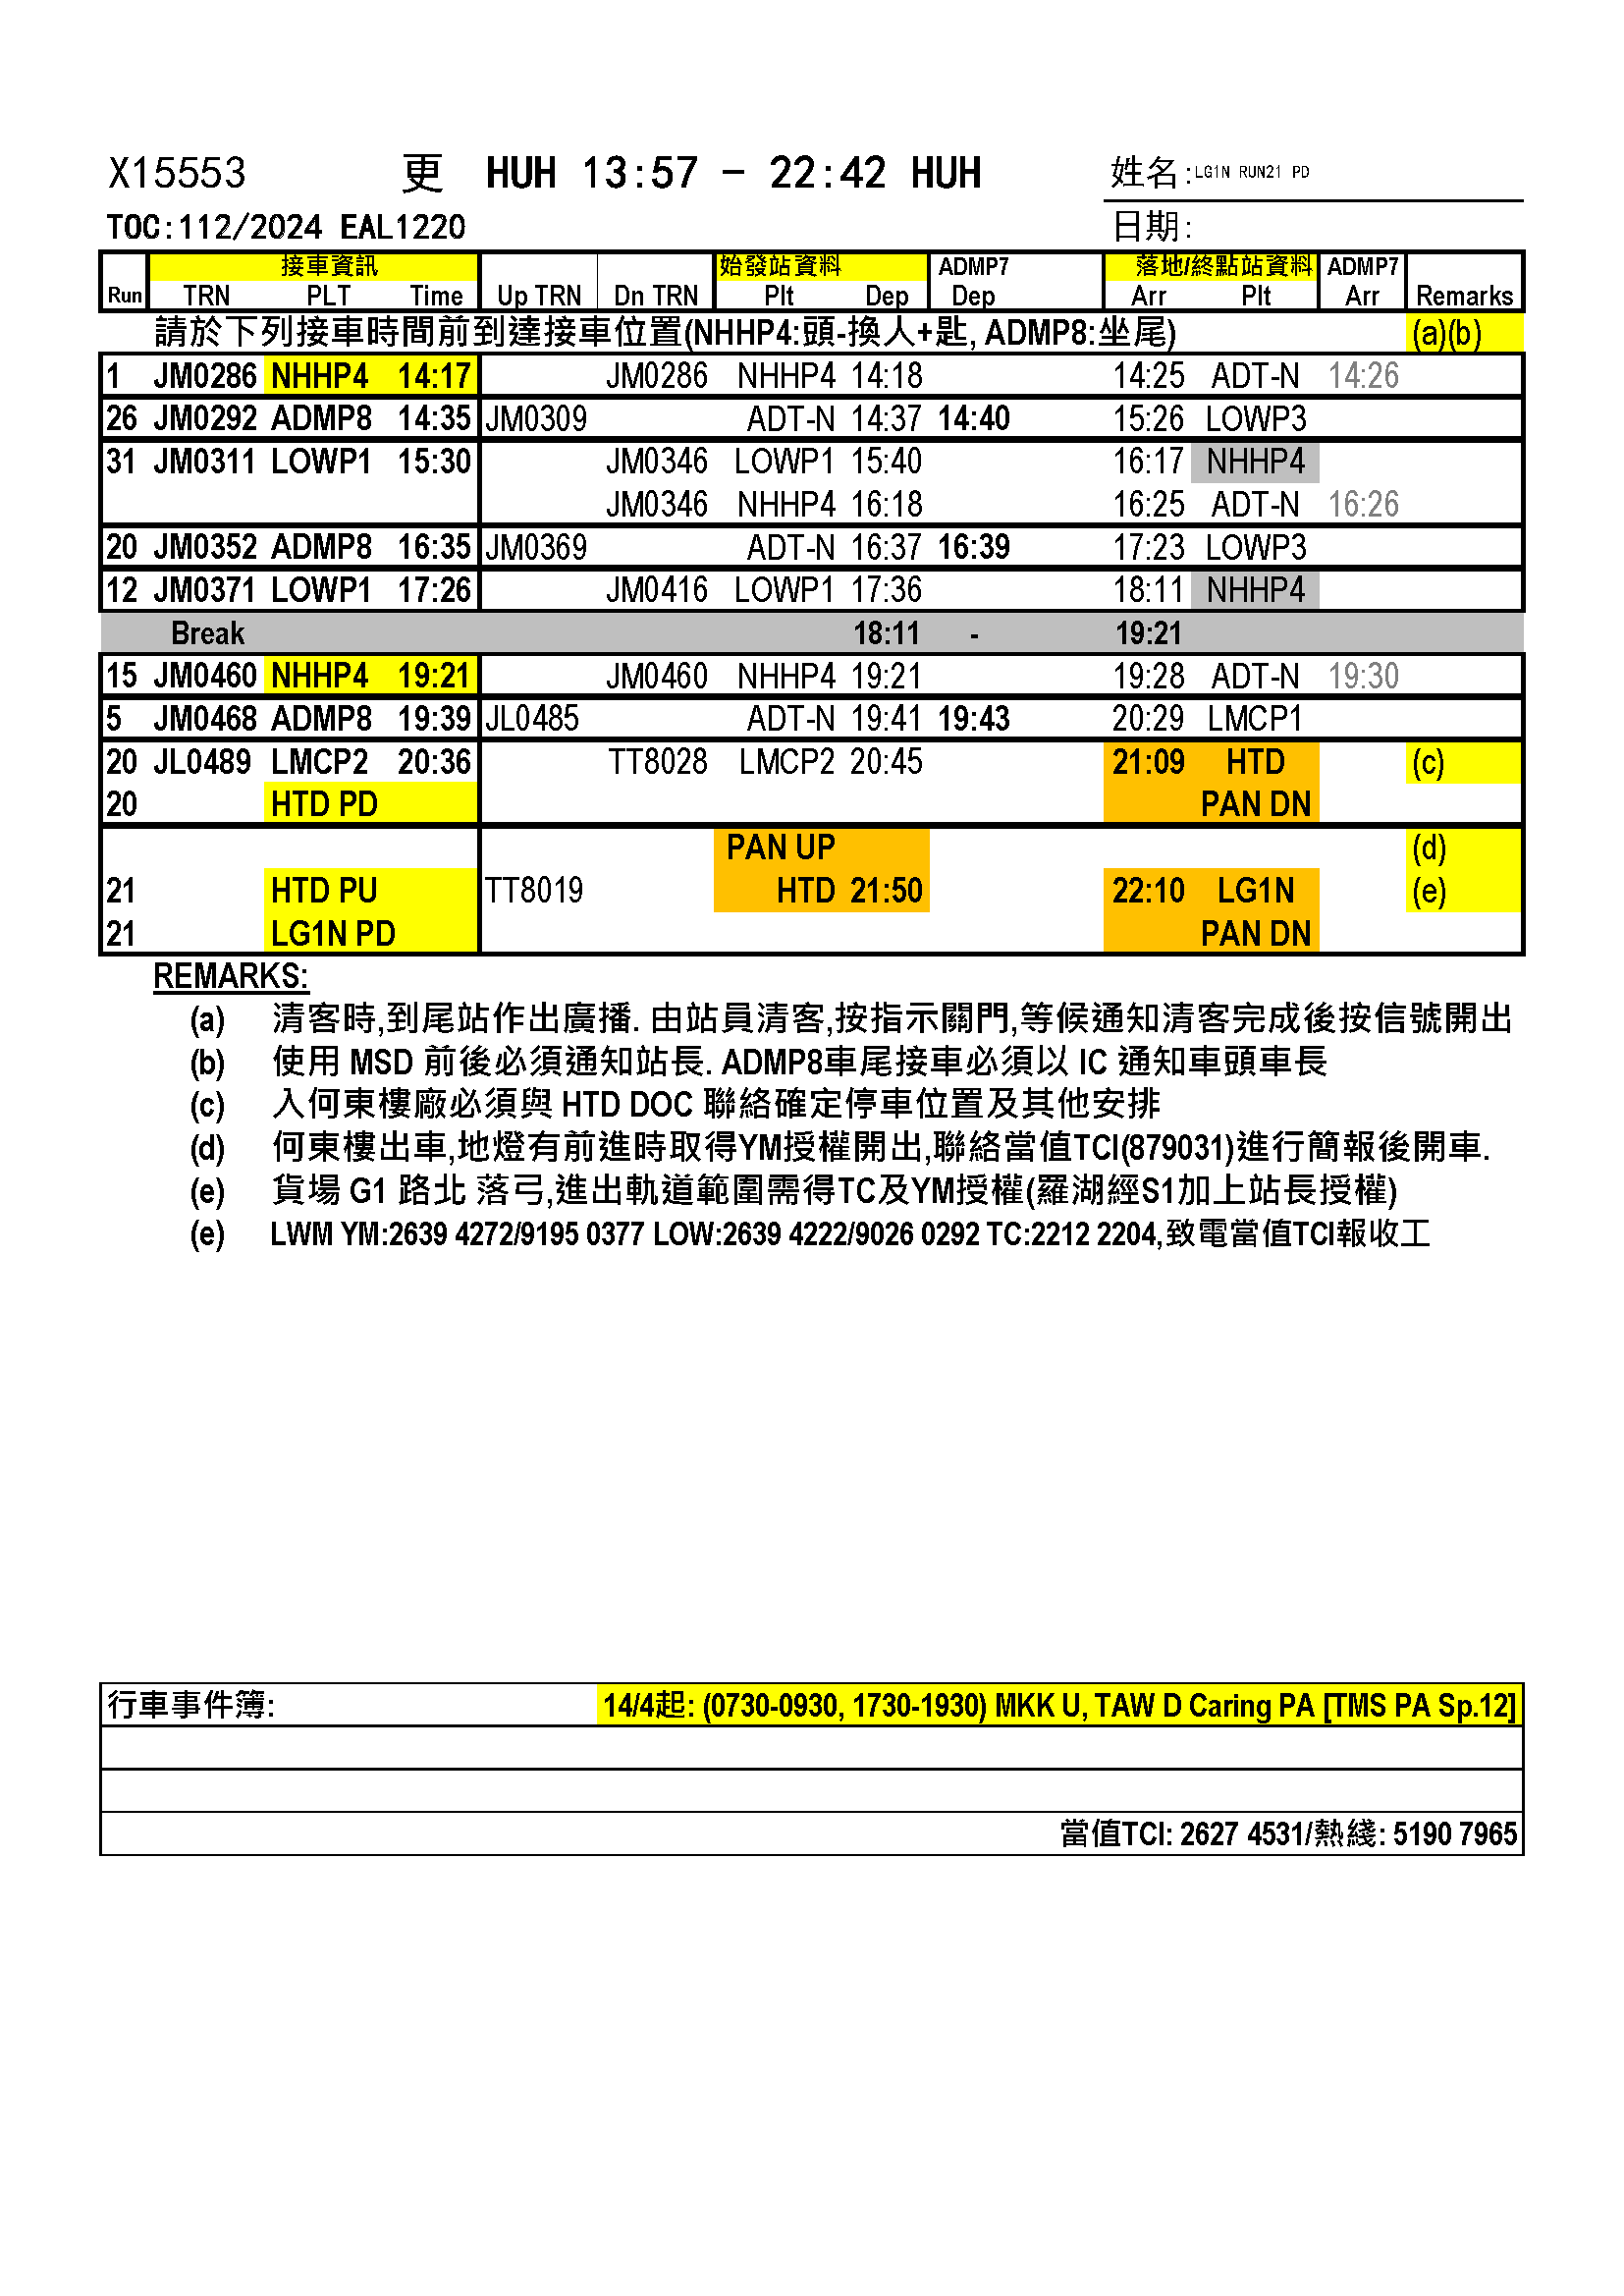 X15553 更 HUH 13:57 - 22:42 HUH 姓名:LG1N RUN21 PD
TOC:112/2024 EAL1220 日期:
接車資訊 始發站資料 ADMP7 落地/終點站資料 ADMP7
Run TRN PLT Time Up TRN Dn TRN Plt Dep Dep Arr Plt Arr Remarks
請於下列接車時間前到達接車位置(NHHP4:頭-換人+匙, ADMP8:坐尾) (a)(b)
1 JM0286 NHHP4 14:17 JM0286 NHHP4 14:18 14:25 ADT-N 14:26
26 JM0292 ADMP8 14:35 JM0309 ADT-N 14:37 14:40 15:26 LOWP3
31 JM0311 LOWP1 15:30 JM0346 LOWP1 15:40 16:17 NHHP4
JM0346 NHHP4 16:18 16:25 ADT-N 16:26
20 JM0352 ADMP8 16:35 JM0369 ADT-N 16:37 16:39 17:23 LOWP3
12 JM0371 LOWP1 17:26 JM0416 LOWP1 17:36 18:11 NHHP4
Break 18:11 - 19:21
15 JM0460 NHHP4 19:21 JM0460 NHHP4 19:21 19:28 ADT-N 19:30
5 JM0468 ADMP8 19:39 JL0485 ADT-N 19:41 19:43 20:29 LMCP1
20 JL0489 LMCP2 20:36 TT8028 LMCP2 20:45 21:09 HTD (c)
20 HTD PD PAN DN
PAN UP (d)
21 HTD PU TT8019 HTD 21:50 22:10 LG1N (e)
21 LG1N PD PAN DN
REMARKS:
(a) 清客時,到尾站作出廣播. 由站員清客,按指示關門,等候通知清客完成後按信號開出
(b) 使用 MSD 前後必須通知站長. ADMP8車尾接車必須以 IC 通知車頭車長
(c) 入何東樓廠必須與 HTD DOC 聯絡確定停車位置及其他安排
(d) 何東樓出車,地燈有前進時取得YM授權開出,聯絡當值TCI(879031)進行簡報後開車.
(e) 貨場 G1 路北 落弓,進出軌道範圍需得TC及YM授權(羅湖經S1加上站長授權)
(e) LWM YM:2639 4272/9195 0377 LOW:2639 4222/9026 0292 TC:2212 2204,致電當值TCI報收工
行車事件簿: 14/4起: (0730-0930, 1730-1930) MKK U, TAW D Caring PA [TMS PA Sp.12]
當值TCI: 2627 4531/熱綫: 5190 7965